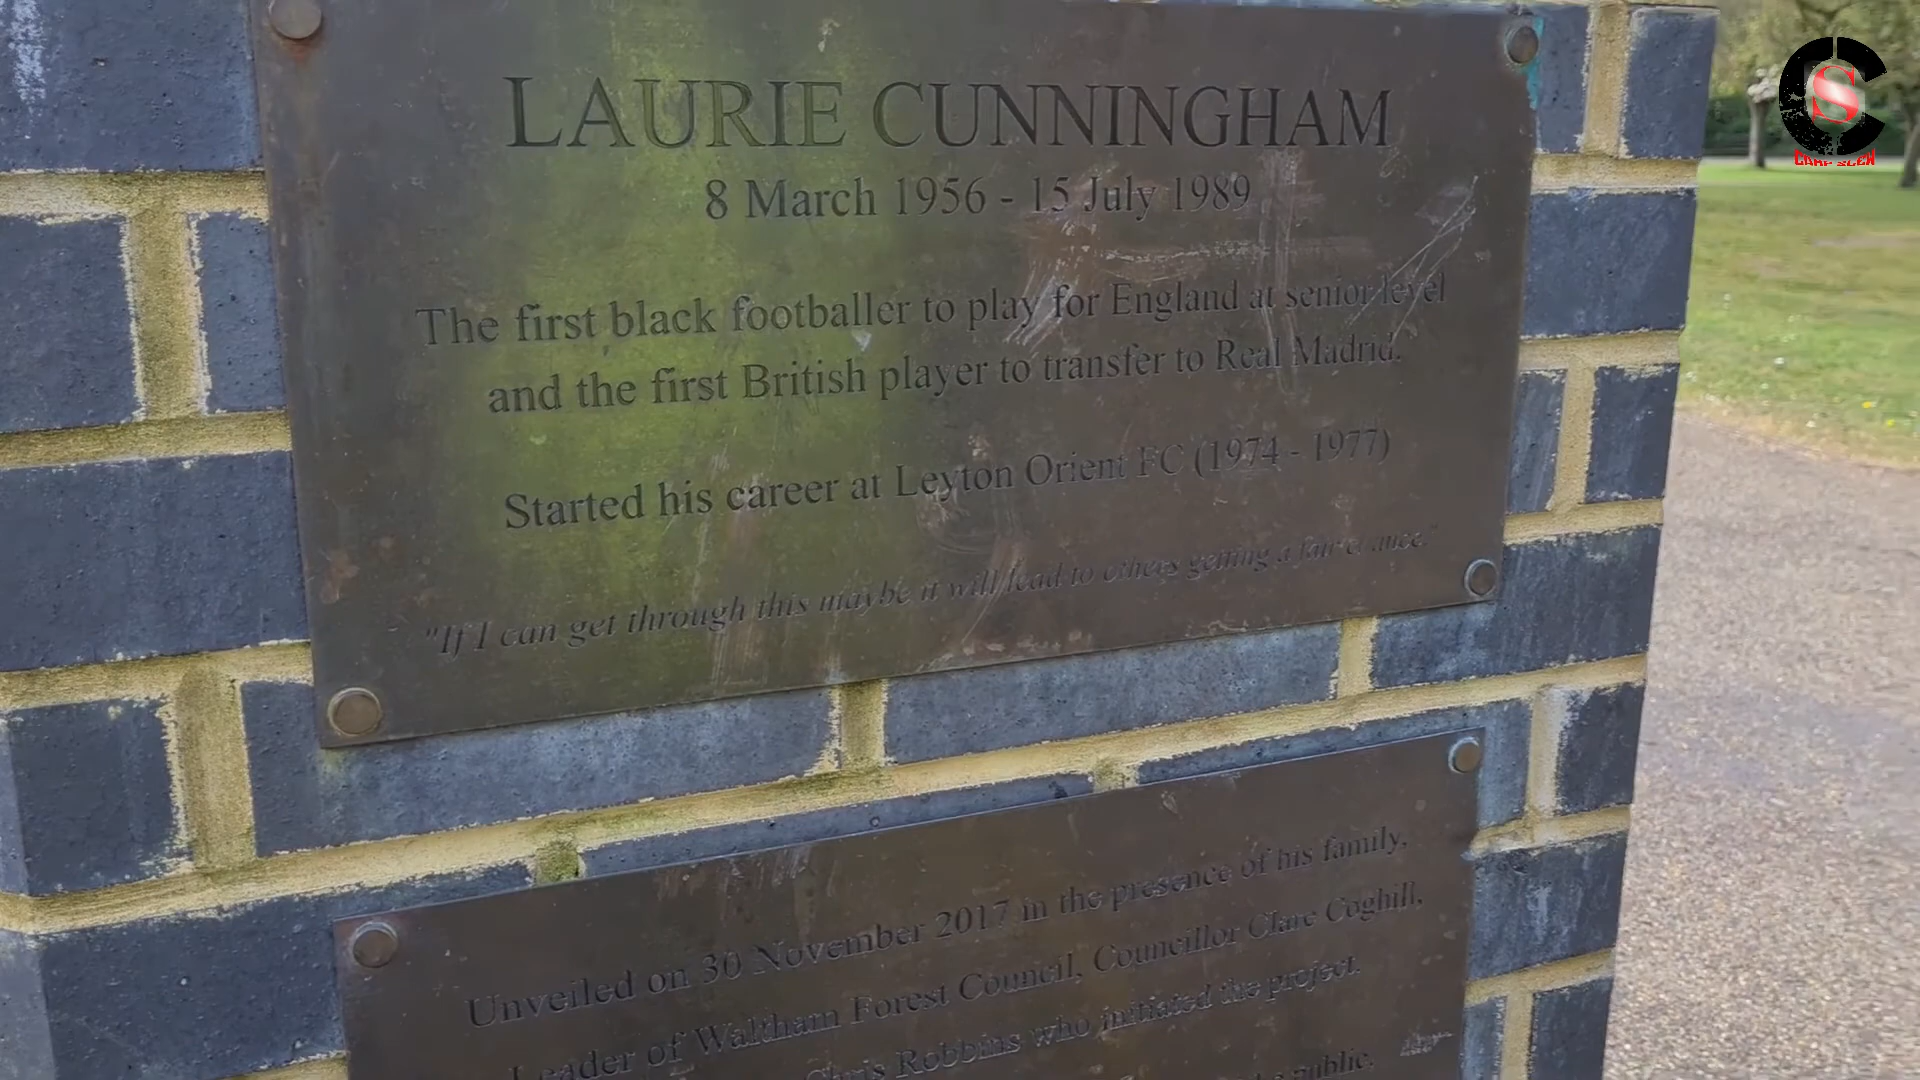 LAURIE CUNNINGHAM
8 March 1956 - 15 July 1989
The first black footballer to play for England at senior level
and the first British player to transfer to Real Madrid.
Started his career at Leyton Orient FC (1974 - 1977)
"If I can get through this maybe it will lead to others getting a fair chance."
Unveiled on 30 November 2017 in the presence of his family,
Leader of Waltham Forest Council, Councillor Clare Coghill,
Chris Robbins who initiated the project.
public.
CS